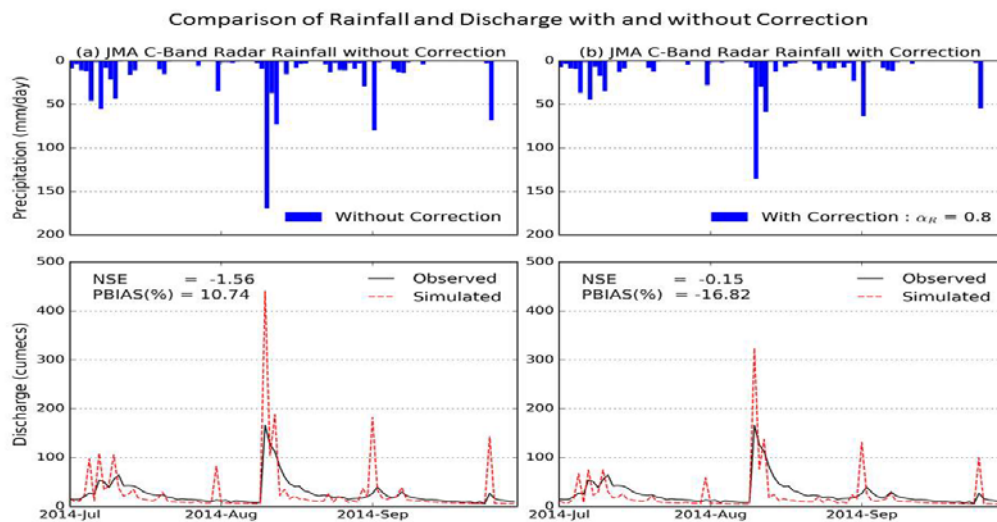 Comparison of Rainfall and Discharge with and without Correction
(a) JMA C-Band Radar Rainfall without Correction
0
50
100
150
200
Precipitation (mm/day)
Without Correction
(b) JMA C-Band Radar Rainfall with Correction
0
50
100
150
200
With Correction : αR = 0.8
500
400
300
200
100
0
Discharge (cumecs)
NSE = -1.56
PBIAS(%) = 10.74
Observed
Simulated
2014-Jul 2014-Aug 2014-Sep
500
400
300
200
100
0
NSE = -0.15
PBIAS(%) = -16.82
Observed
Simulated
2014-Jul 2014-Aug 2014-Sep